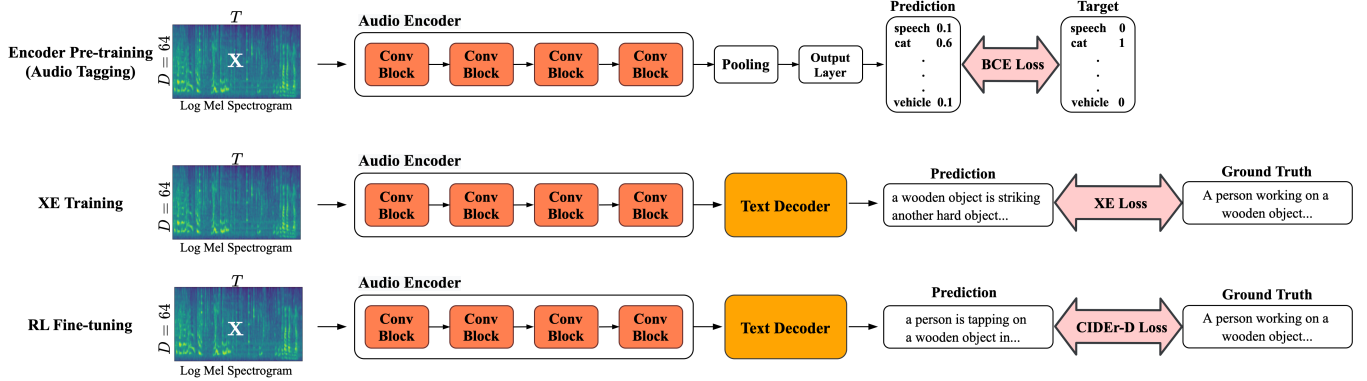 Encoder Pre-training
(Audio Tagging)
T
D = 64
X
Log Mel Spectrogram
Audio Encoder
Conv
Block
Conv
Block
Conv
Block
Conv
Block
Pooling
Output
Layer
Prediction
speech 0.1
cat 0.6
.
.
.
vehicle 0.1
BCE Loss
Target
speech 0
cat 1
.
.
.
vehicle 0
XE Training
T
D = 64
Log Mel Spectrogram
Audio Encoder
Conv
Block
Conv
Block
Conv
Block
Conv
Block
Text Decoder
Prediction
a wooden object is striking
another hard object...
XE Loss
Ground Truth
A person working on a
wooden object...
RL Fine-tuning
T
D = 64
X
Log Mel Spectrogram
Audio Encoder
Conv
Block
Conv
Block
Conv
Block
Conv
Block
Text Decoder
Prediction
a person is tapping on
a wooden object in...
CIDEr-D Loss
Ground Truth
A person working on a
wooden object...